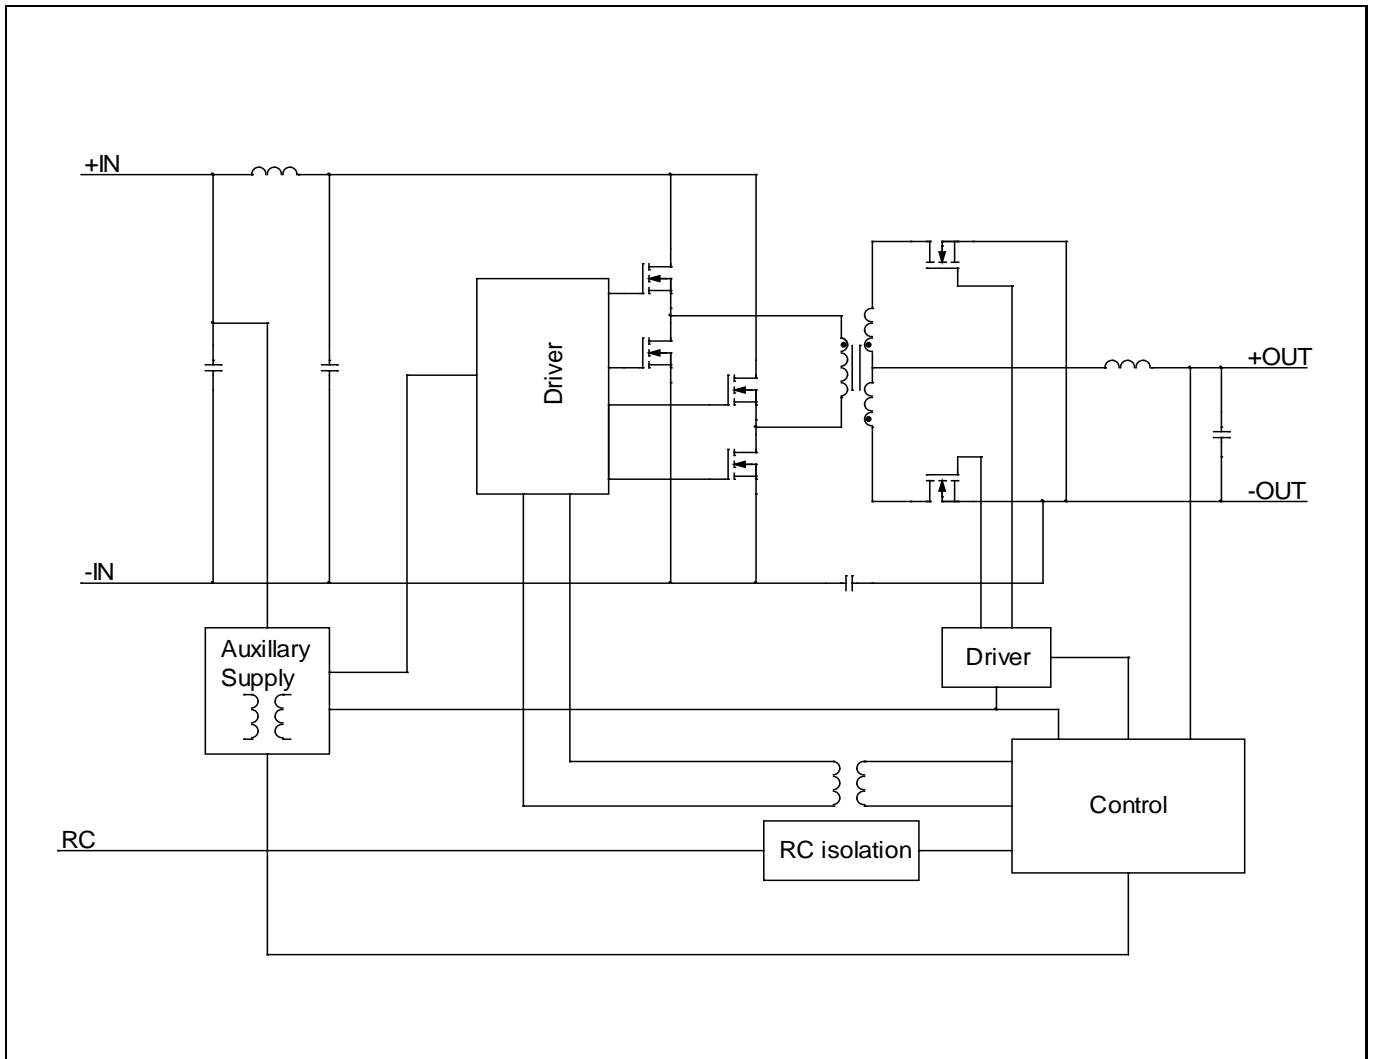 +IN
Driver
+OUT
-OUT
-IN
Auxillary
Supply
Driver
Control
RC
RC isolation